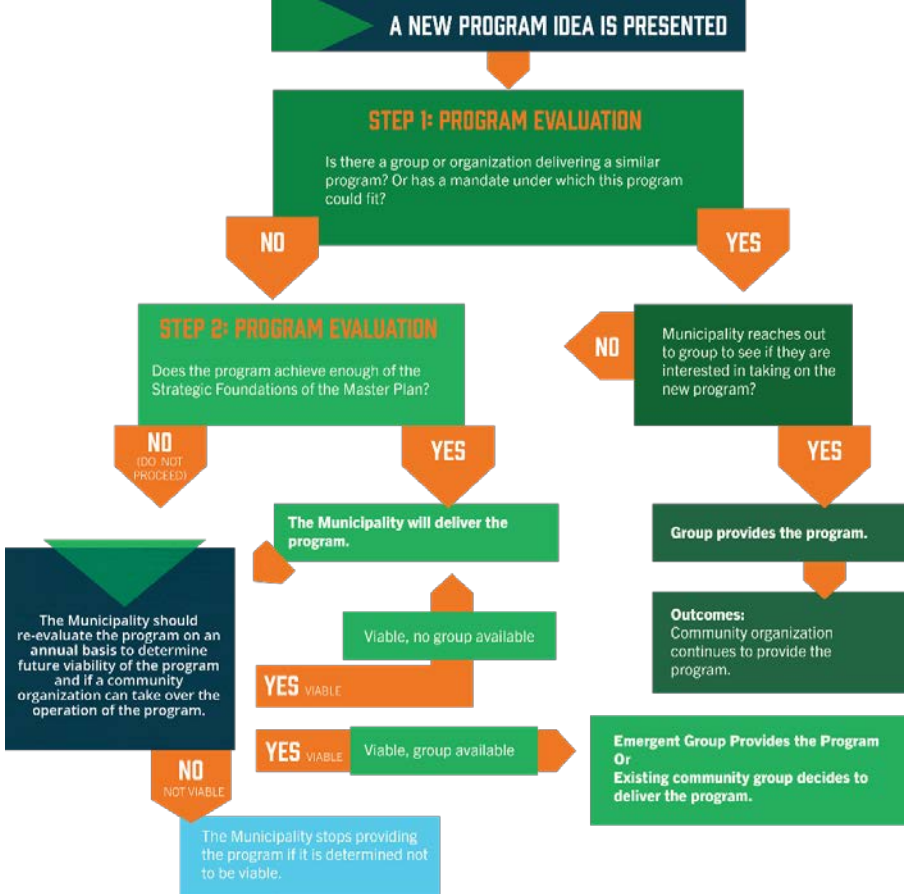 A NEW PROGRAM IDEA IS PRESENTED
STEP 1: PROGRAM EVALUATION
Is there a group or organization delivering a similar
program? Or has a mandate under which this program
could fit?
NO
YES
STEP 2: PROGRAM EVALUATION
Does the program achieve enough of the
Strategic Foundations of the Master Plan?
NO
Municipality reaches out
to group to see if they are
interested in taking on the
new program?
NO
(DO NOT
PROCEED)
YES
YES
The Municipality will deliver the
program.
Group provides the program.
The Municipality should
re-evaluate the program on an
annual basis to determine
future viability of the program
and if a community
organization can take over the
operation of the program.
Viable, no group available
YES VIABLE
Outcomes:
Community organization
continues to provide the
program.
YES VIABLE
Viable, group available
Emergent Group Provides the Program
Or
Existing community group decides to
deliver the program.
NO
NOT VIABLE
The Municipality stops providing
the program if it is determined not
to be viable.